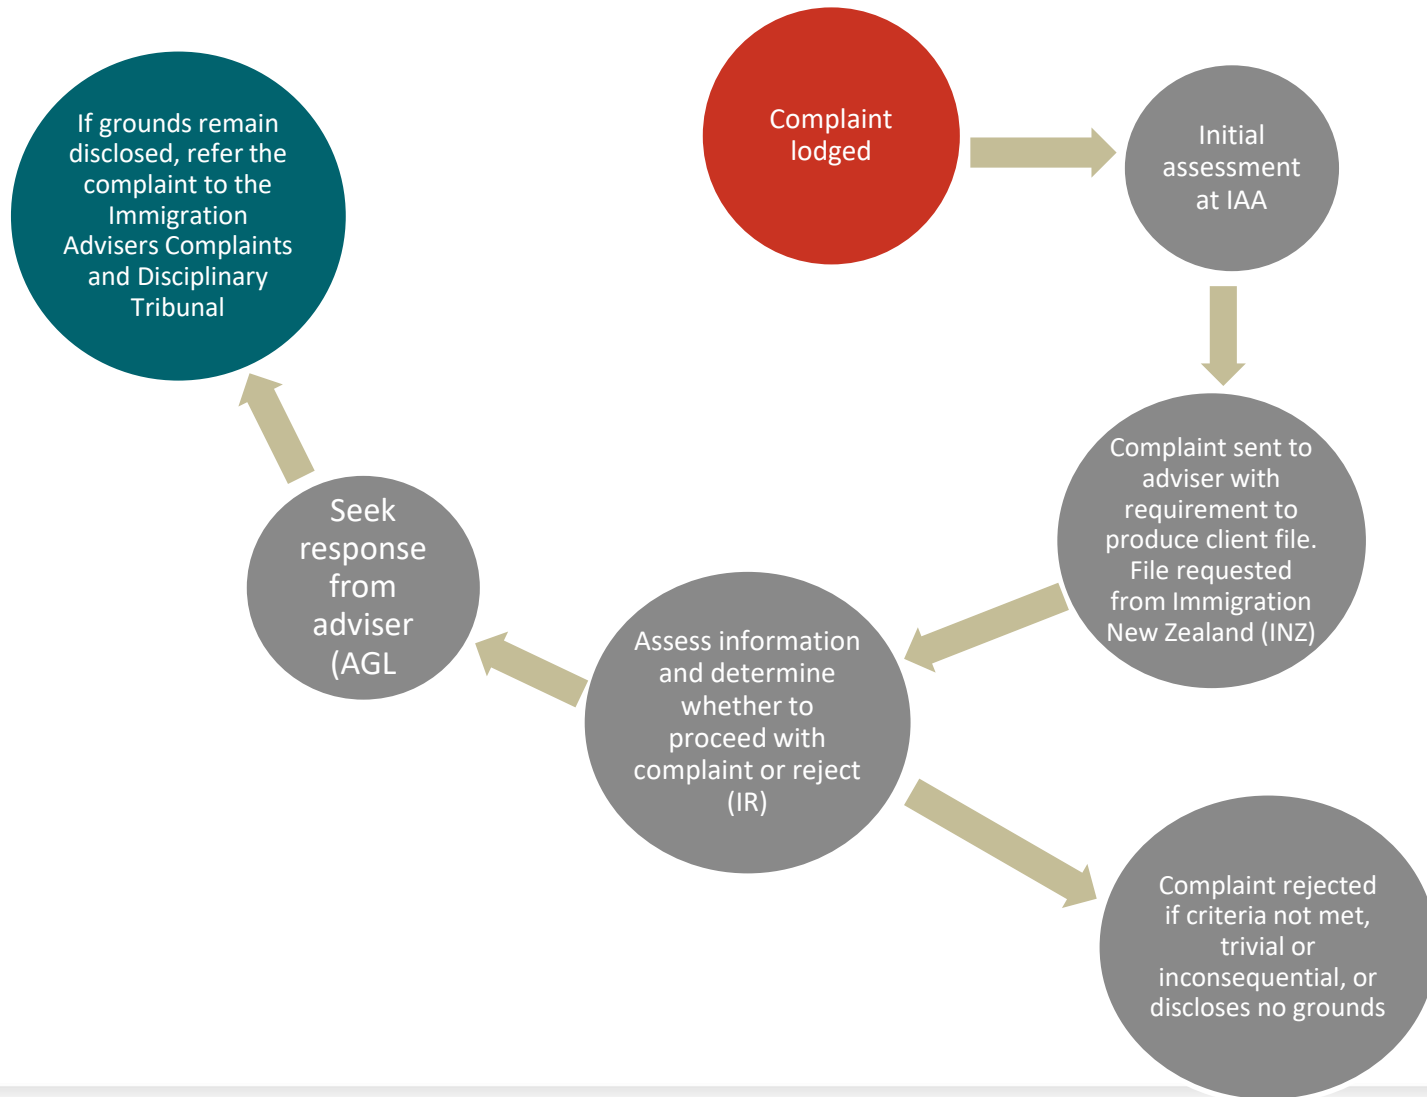 Complaint
lodged
Initial
assessment
at IAA
Complaint sent to
adviser with
requirement to
produce client file.
File requested
from Immigration
New Zealand (INZ)
Assess information
and determine
whether to
proceed with
complaint or reject
(IR)
Complaint rejected
if criteria not met,
trivial or
inconsequential, or
discloses no grounds
Seek
response
from
adviser
(AGL
If grounds remain
disclosed, refer the
complaint to the
Immigration
Advisers Complaints
and Disciplinary
Tribunal